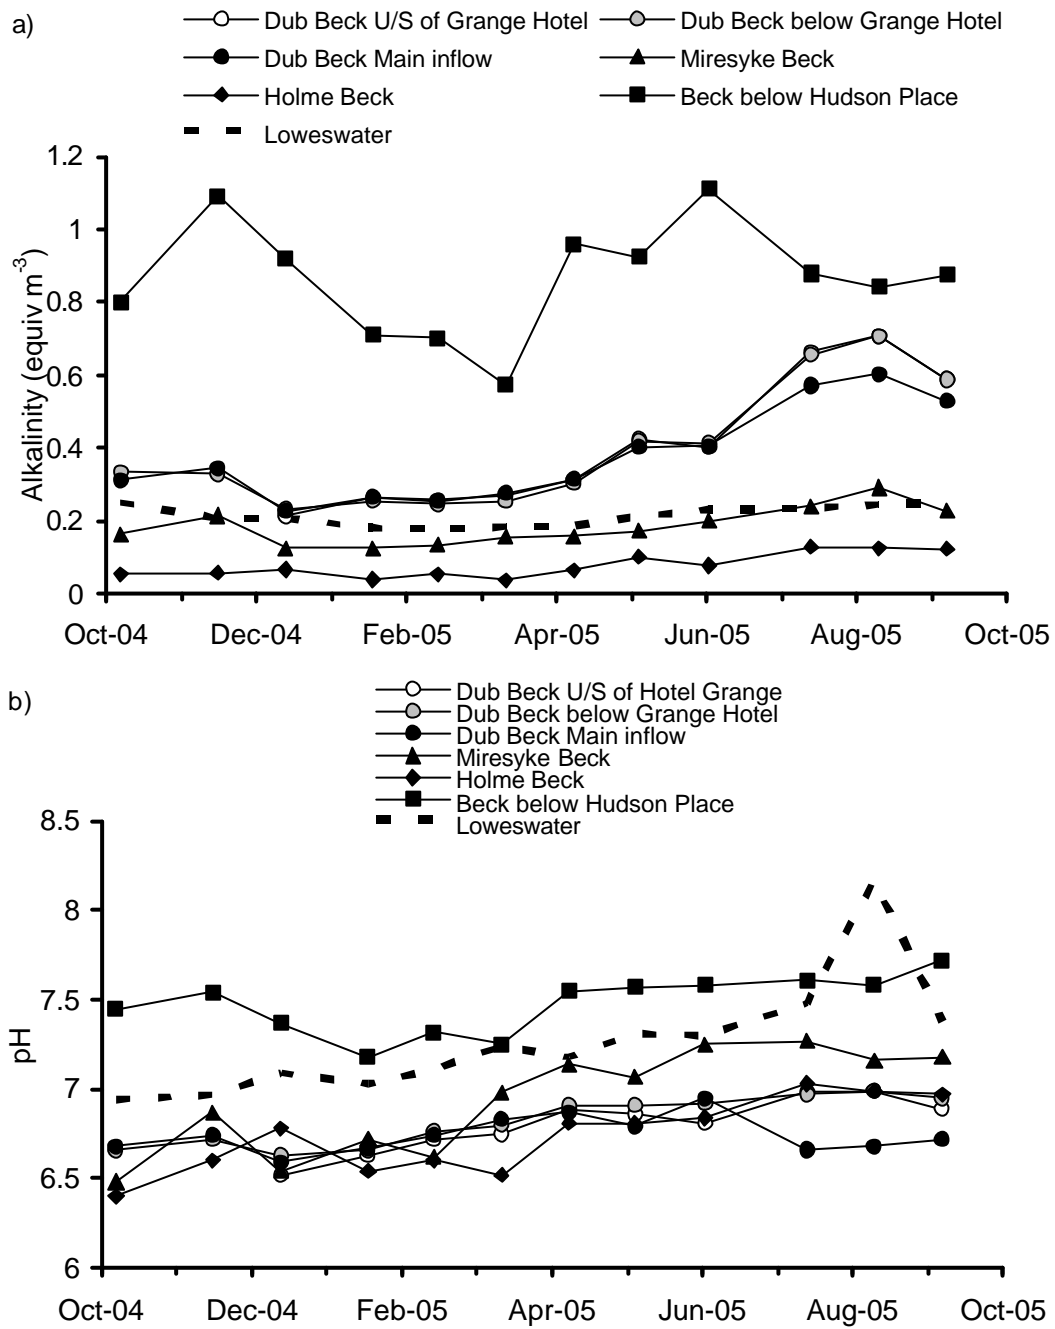 a)
Dub Beck U/S of Grange Hotel Dub Beck below Grange Hotel
Dub Beck Main inflow Miresyke Beck
Holme Beck Beck below Hudson Place
Loweswater
Alkalinity (equiv m-3)
1.2
1
0.8
0.6
0.4
0.2
0
Oct-04 Dec-04 Feb-05 Apr-05 Jun-05 Aug-05 Oct-05
b)
Dub Beck U/S of Hotel Grange
Dub Beck below Grange Hotel
Dub Beck Main inflow
Miresyke Beck
Holme Beck
Beck below Hudson Place
Loweswater
pH
8.5
8
7.5
7
6.5
6
Oct-04 Dec-04 Feb-05 Apr-05 Jun-05 Aug-05 Oct-05